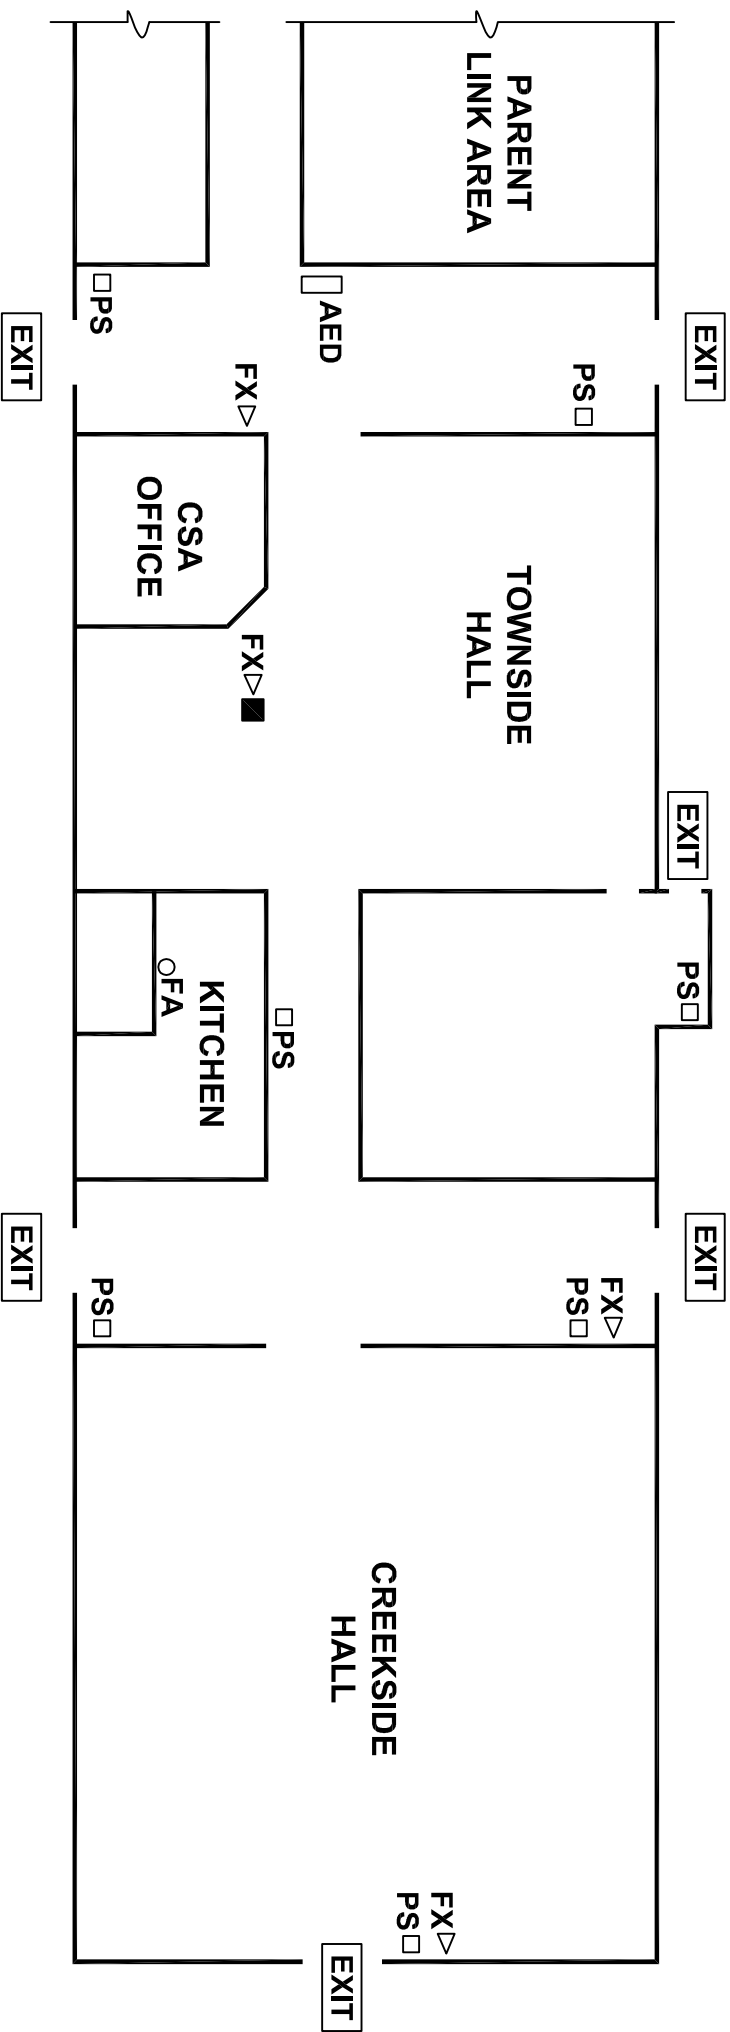 PARENT
LINK AREA
PS
AED
EXIT
EXIT
FX
PS
CSA
OFFICE
TOWNSIDE
HALL
FX
EXIT
PS
FA
KITCHEN
PS
EXIT
EXIT
PS
FX
PS
CREEKSIDE
HALL
FX
PS
EXIT